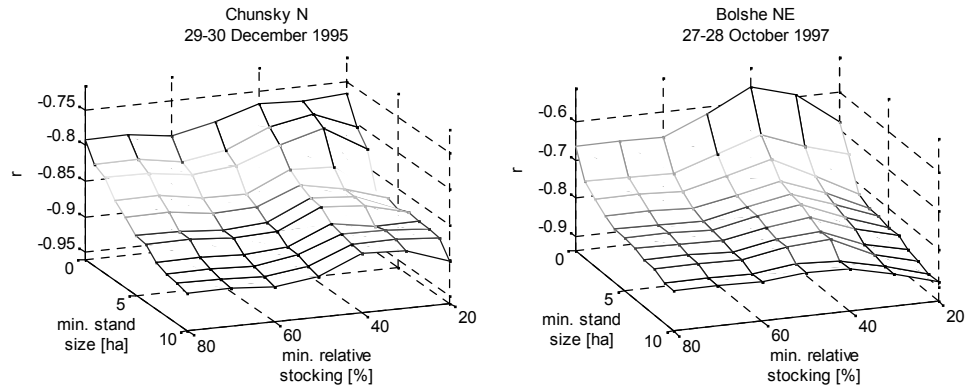 Chunsky N
29-30 December 1995
-0.75
-0.8
-0.85
-0.9
-0.95
r
0
5
10
min. stand
size [ha]
80
60
40
20
min. relative
stocking [%]
Bolshe NE
27-28 October 1997
-0.6
-0.7
-0.8
-0.9
r
0
5
10
min. stand
size [ha]
80
60
40
20
min. relative
stocking [%]